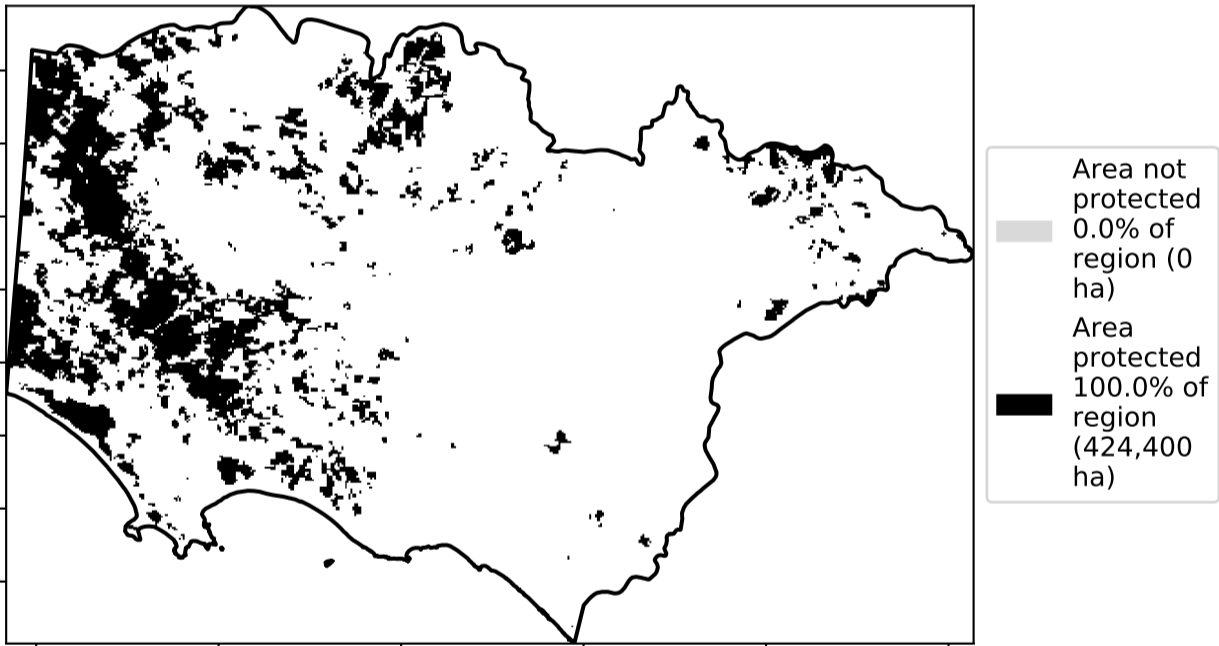 Area not
protected
0.0% of
region (0
ha)
Area
protected
100.0% of
region
(424,400
ha)